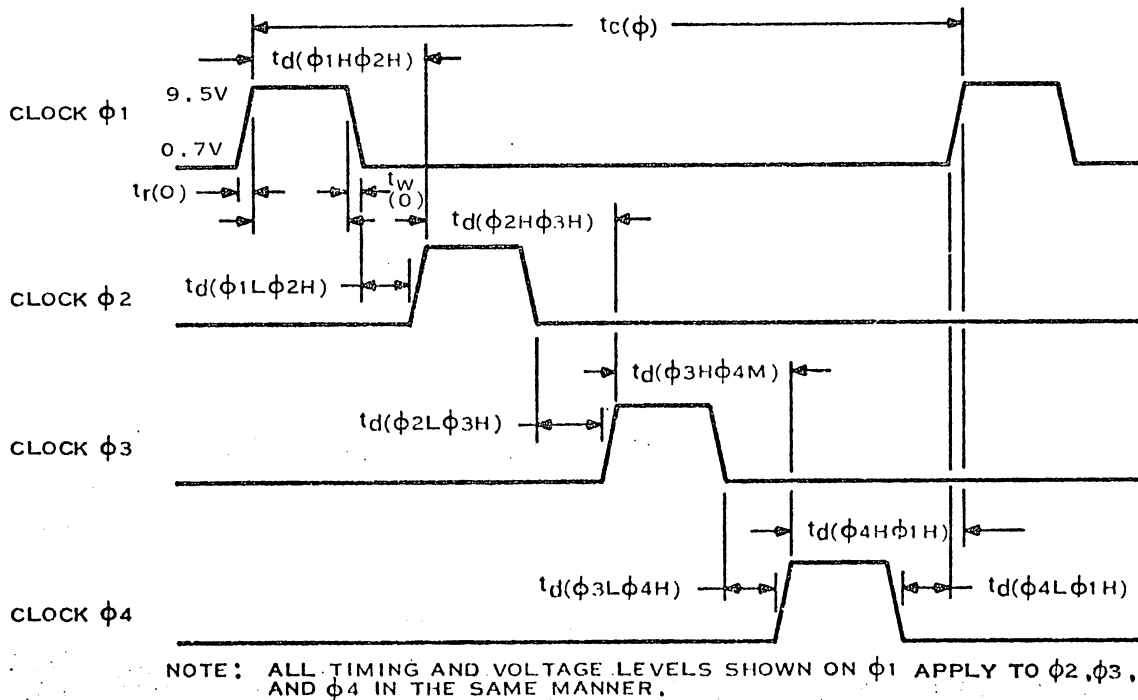 tc(ϕ)
td(ϕ1Hϕ2H)
CLOCK ϕ1
9.5V
0.7V
tr(0)
tw
(0)
td(ϕ2Hϕ3H)
td(ϕ1Lϕ2H)
CLOCK ϕ2
td(ϕ3Hϕ4M)
td(ϕ2Lϕ3H)
CLOCK ϕ3
td(ϕ4Hϕ1H)
td(ϕ3Lϕ4H)
td(ϕ4Lϕ1H)
CLOCK ϕ4
NOTE: ALL TIMING AND VOLTAGE LEVELS SHOWN ON ϕ1 APPLY TO ϕ2,ϕ3,
AND ϕ4 IN THE SAME MANNER.